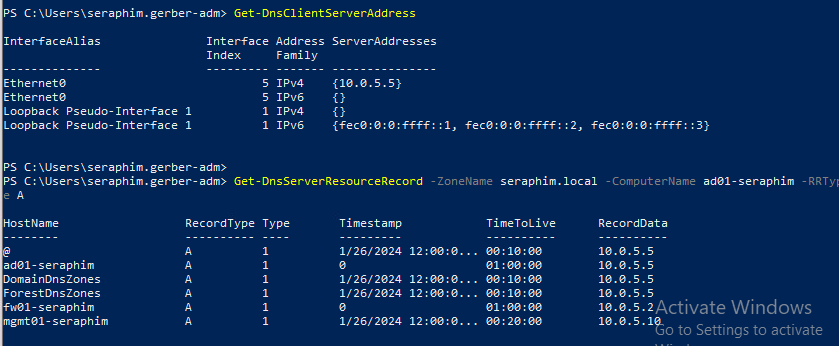 PS C:\Users\seraphim.gerber-adm> Get-DnsClientServerAddress
InterfaceAlias Interface Address ServerAddresses
Index Family
-------------- --------- ------- ---------------
Ethernet0 5 IPv4 {10.0.5.5}
Ethernet0 5 IPv6 {}
Loopback Pseudo-Interface 1 1 IPv4 {}
Loopback Pseudo-Interface 1 1 IPv6 {fec0:0:0:ffff::1, fec0:0:0:ffff::2, fec0:0:0:ffff::3}
PS C:\Users\seraphim.gerber-adm>
PS C:\Users\seraphim.gerber-adm> Get-DnsServerResourceRecord -ZoneName seraphim.local -ComputerName ad01-seraphim -RRTyp
e A
HostName RecordType Type Timestamp TimeToLive RecordData
-------- ---------- ---- --------- ---------- ----------
@ A 1 1/26/2024 12:00:0... 00:10:00 10.0.5.5
ad01-seraphim A 1 0 01:00:00 10.0.5.5
DomainDnsZones A 1 1/26/2024 12:00:0... 00:10:00 10.0.5.5
ForestDnsZones A 1 1/26/2024 12:00:0... 00:10:00 10.0.5.5
fw01-seraphim A 1 0 01:00:00 10.0.5.2
mgmt01-seraphim A 1 1/26/2024 12:00:0... 00:20:00 10.0.5.10
Activate Windows
Go to Settings to activate